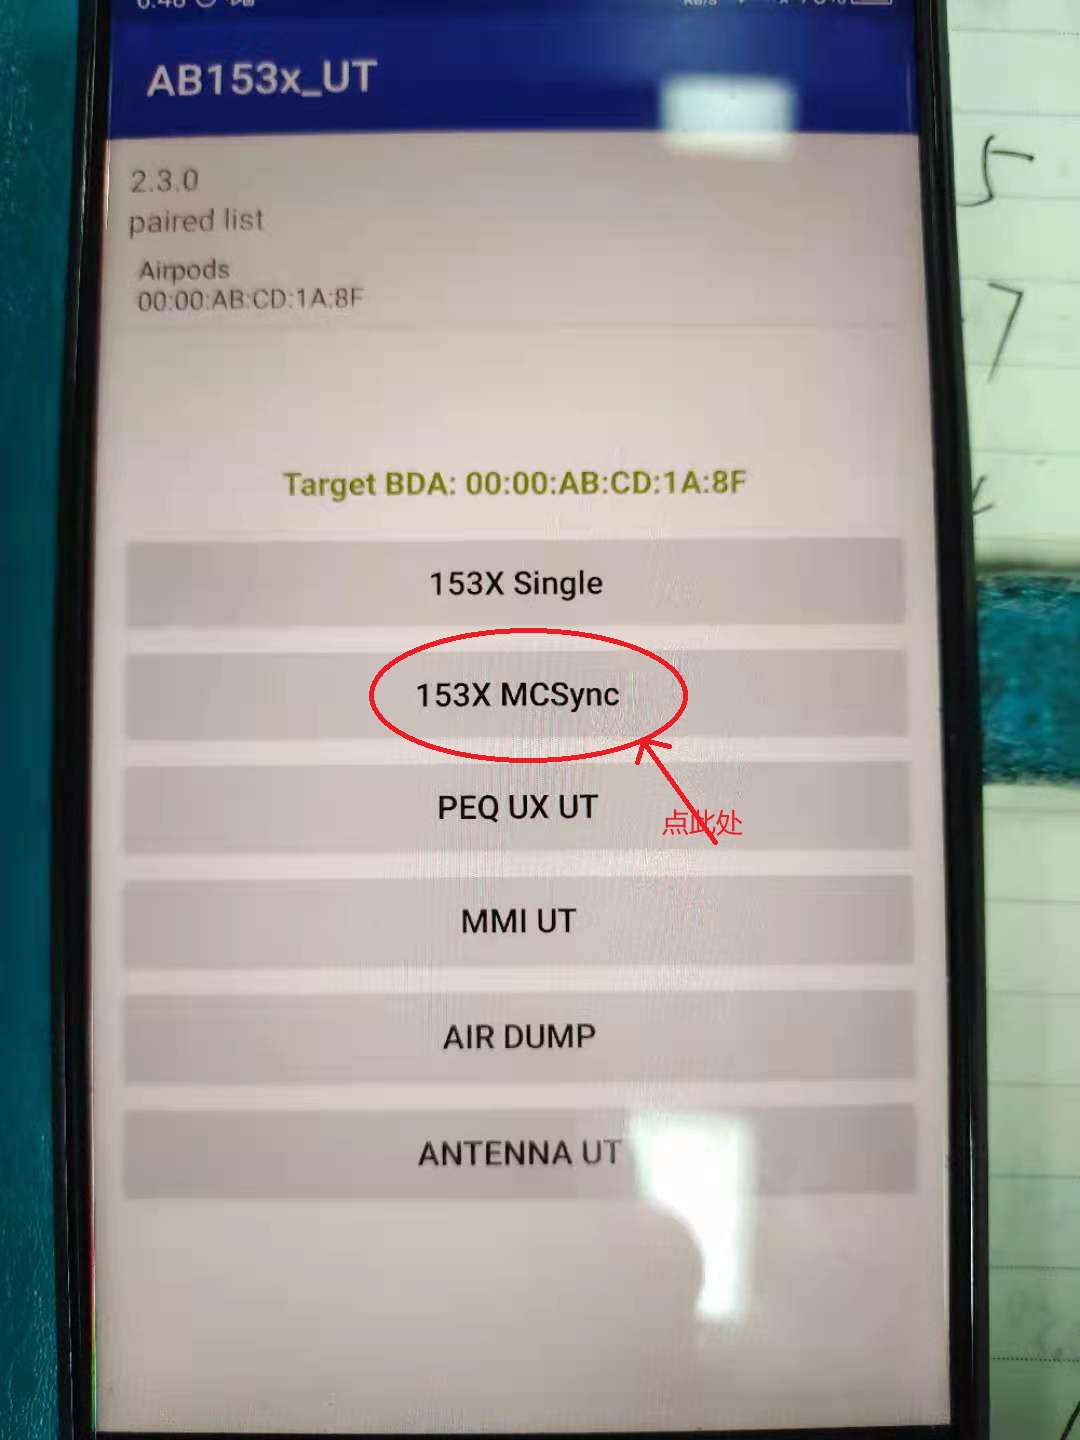 AB153x_UT
2.3.0
paired list
Airpods
00:00:AB:CD:1A:8F
Target BDA: 00:00:AB:CD:1A:8F
153X Single
153X MCSync
PEQ UX UT
点此处
MMI UT
AIR DUMP
ANTENNA UT
5
7